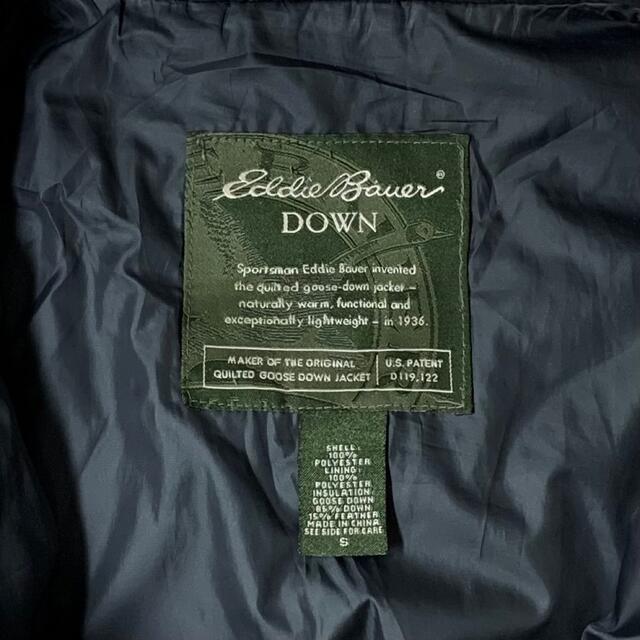 Eddie Bauer®
DOWN
Sportsman Eddie Bauer invented
the quilted goose-down jacket –
naturally warm, functional and
exceptionally lightweight – in 1936.
MAKER OF THE ORIGINAL
QUILTED GOOSE DOWN JACKET
U.S. PATENT
D119,122
SHELL:
100%
POLYESTER
LINING:
100%
POLYESTER
INSULATION:
GOOSE DOWN
85% DOWN
15% FEATHER
MADE IN CHINA
SEE SIDE FOR CARE
S